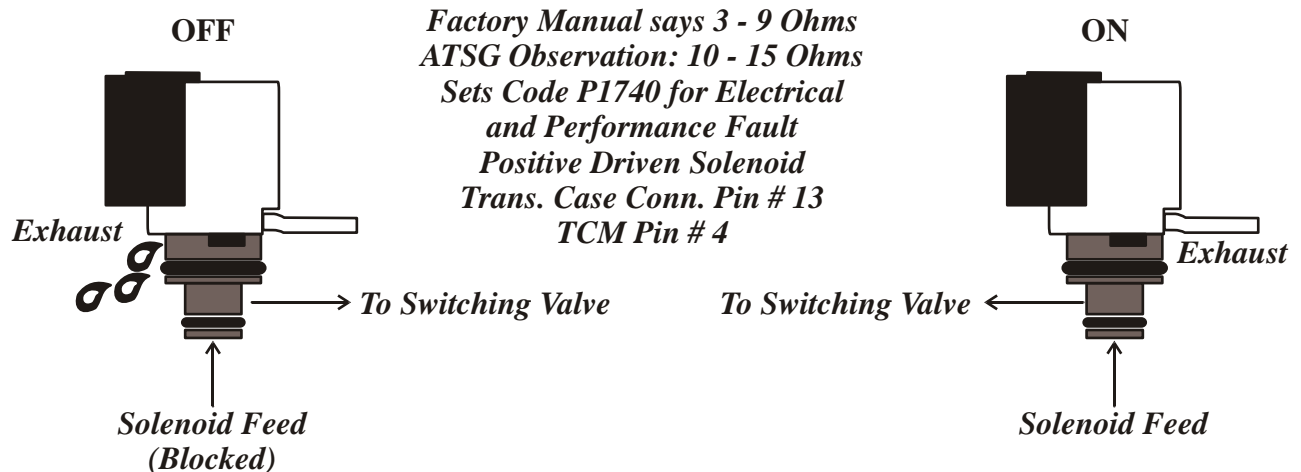 OFF
Factory Manual says 3 - 9 Ohms
ATSG Observation: 10 - 15 Ohms
Sets Code P1740 for Electrical
and Performance Fault
Positive Driven Solenoid
Trans. Case Conn. Pin # 13
TCM Pin # 4
ON
Exhaust
To Switching Valve
Solenoid Feed
(Blocked)
Exhaust
To Switching Valve
Solenoid Feed